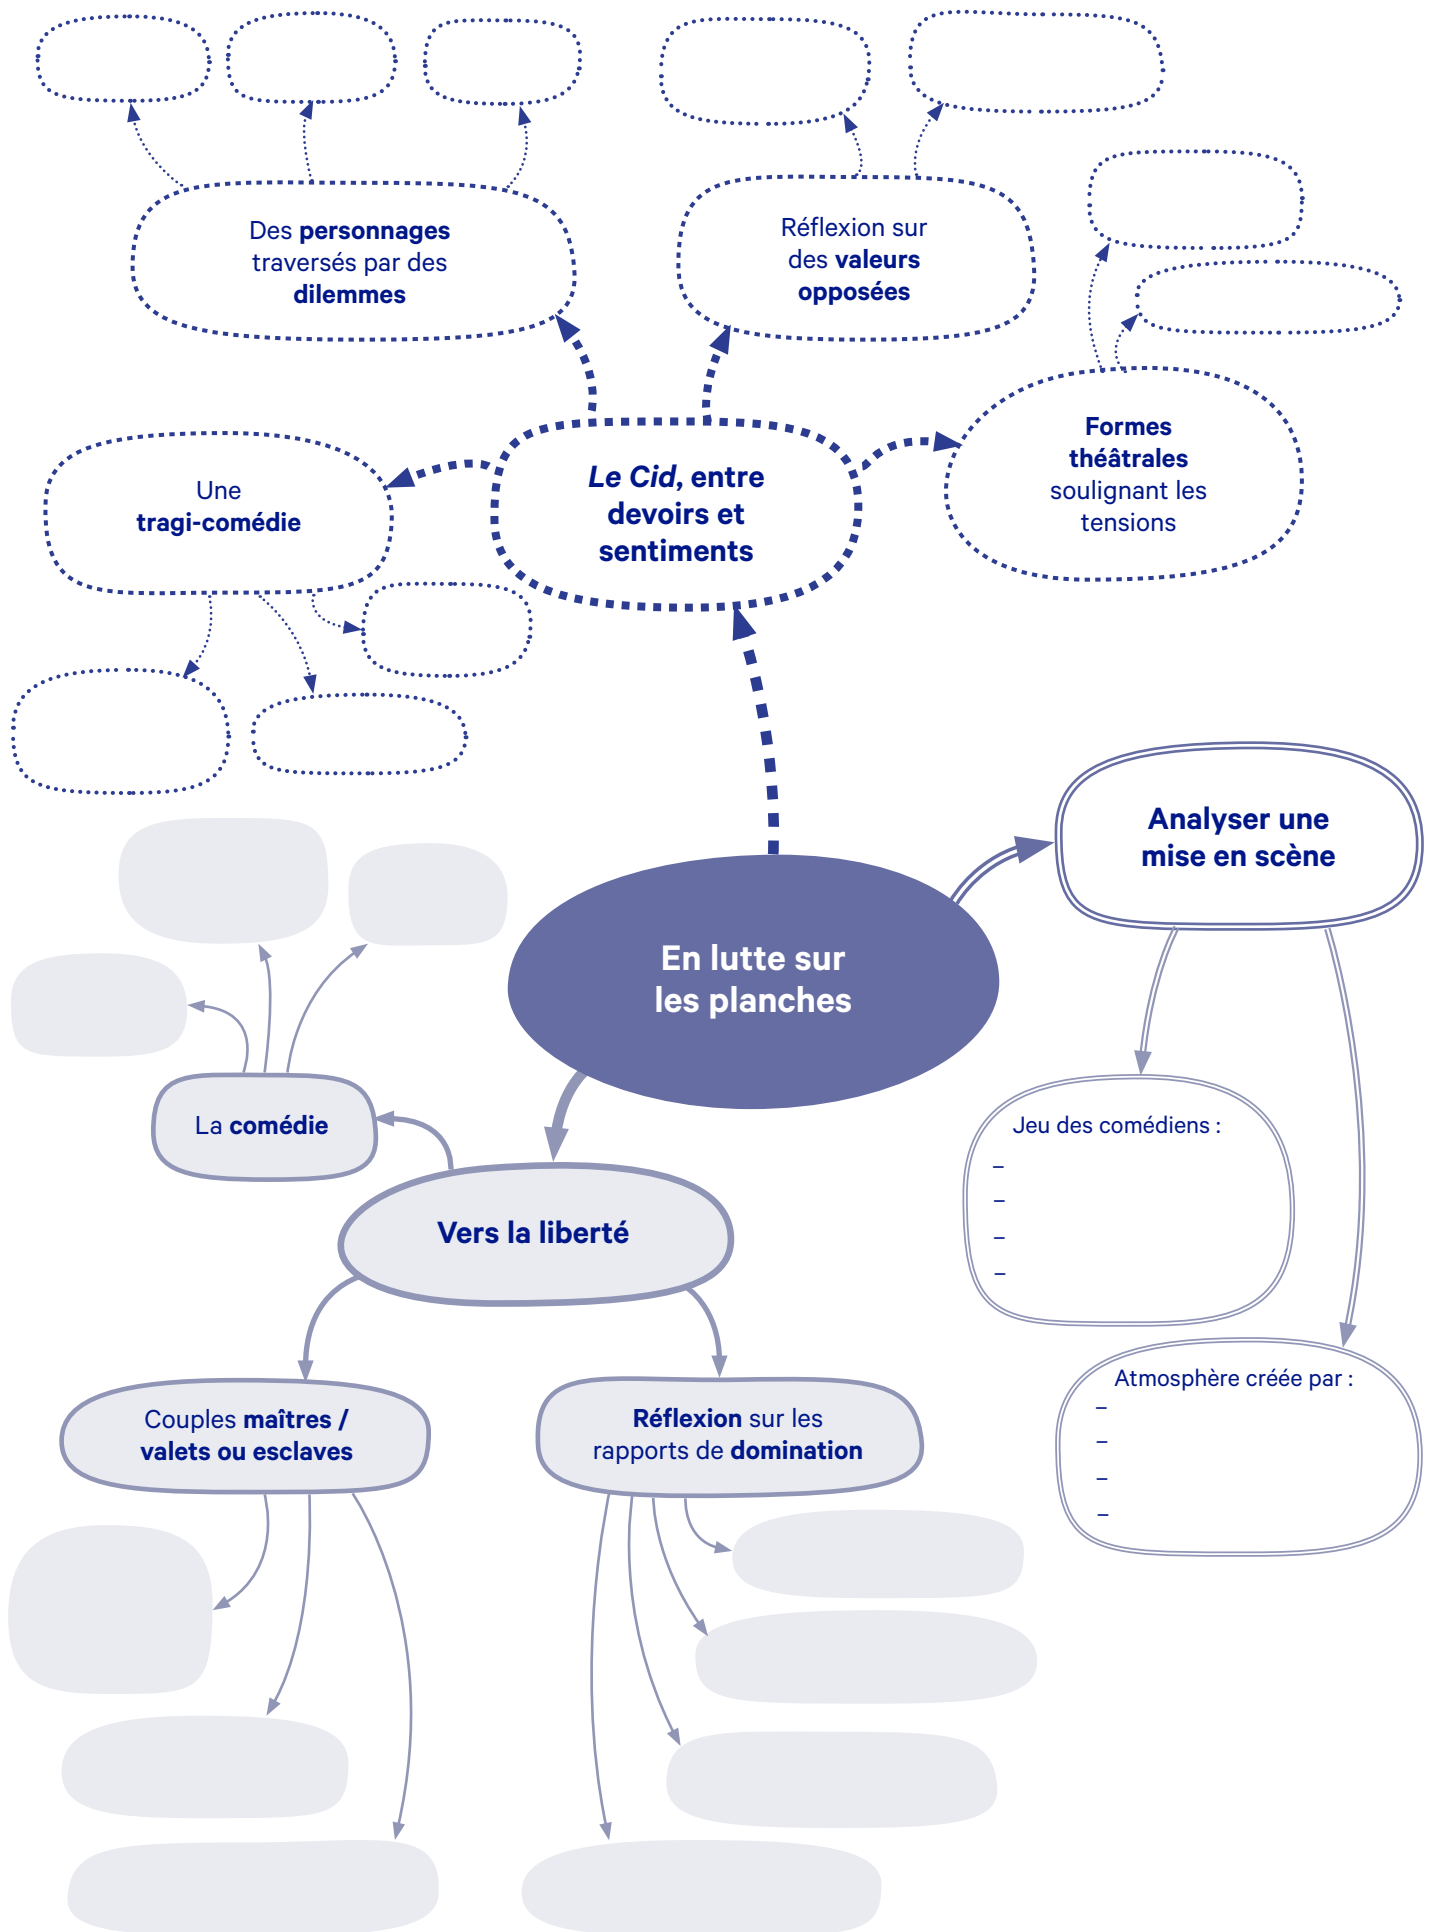 Des personnages
traversés par des
dilemmes
Réflexion sur
des valeurs
opposées
Formes
théâtrales
soulignant les
tensions
Une
tragi-comédie
Le Cid, entre
devoirs et
sentiments
Analyser une
mise en scène
En lutte sur
les planches
La comédie
Jeu des comédiens :
–
–
–
–
Vers la liberté
Atmosphère créée par :
–
–
–
–
Couples maîtres /
valets ou esclaves
Réflexion sur les
rapports de domination